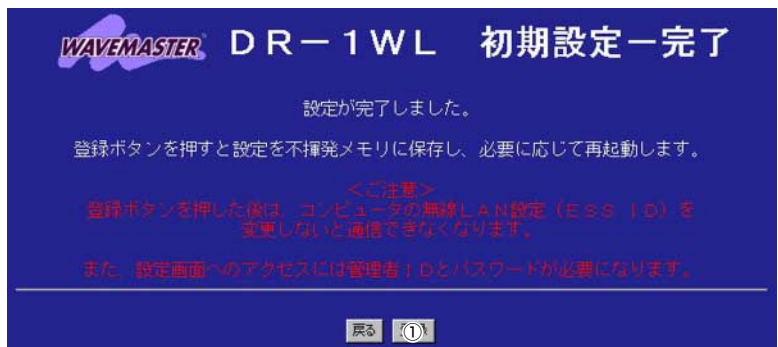 WAVEMASTER DR－1WL 初期設定－完了
設定が完了しました。
登録ボタンを押すと設定を不揮発メモリに保存し、必要に応じて再起動します。
＜ご注意＞
登録ボタンを押した後は、コンピュータの無線ＬＡＮ設定（ＥＳＳ ＩＤ）を
変更しないと通信できなくなります。
また、設定画面へのアクセスには管理者ＩＤとパスワードが必要になります。
戻る ①